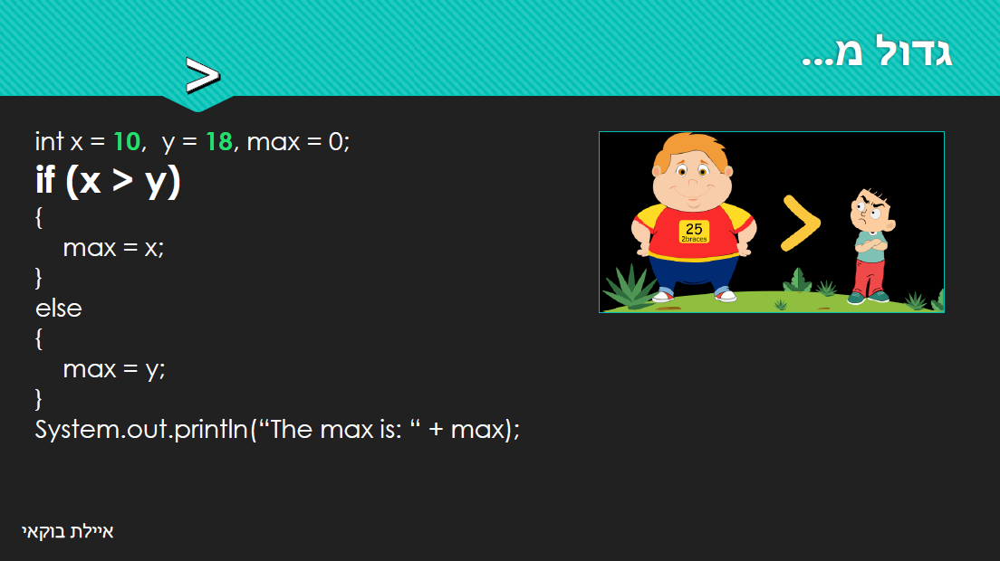 גדול מ...
>
int x = 10,  y = 18, max = 0;
if (x > y)
{
    max = x;
}
else
{
    max = y;
}
System.out.println(“The max is: “ + max);
25
2braces
>
איילת בוקאי